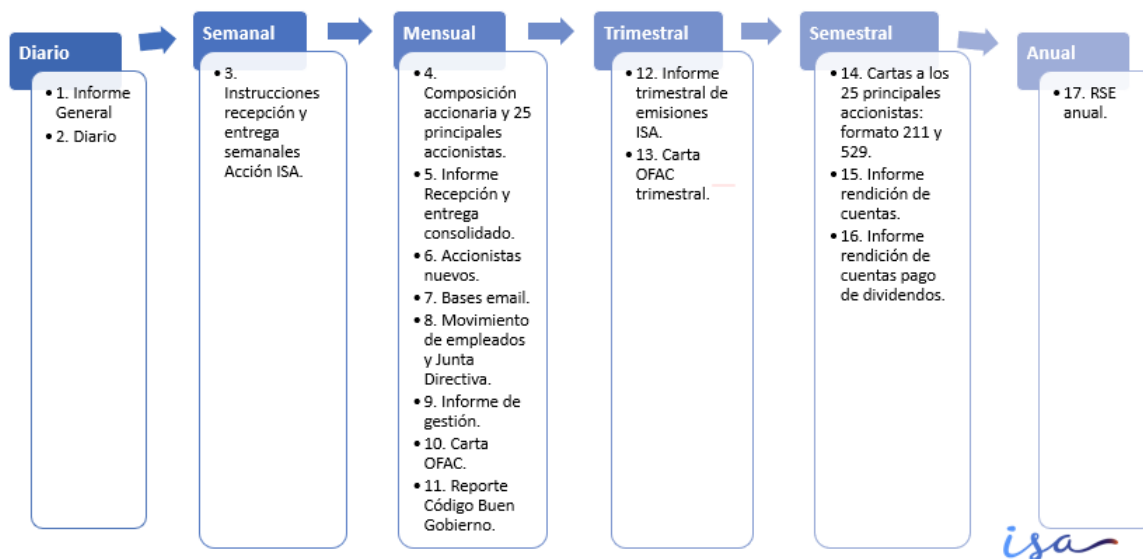 Diario
• 1. Informe
General
• 2. Diario
Semanal
• 3.
Instrucciones
recepción y
entrega
semanales
Acción ISA.
Mensual
• 4.
Composición
accionaria y 25
principales
accionistas.
• 5. Informe
Recepción y
entrega
consolidado.
• 6. Accionistas
nuevos.
• 7. Bases email.
• 8. Movimiento
de empleados
y Junta
Directiva.
• 9. Informe de
gestión.
• 10. Carta
OFAC.
• 11. Reporte
Código Buen
Gobierno.
Trimestral
• 12. Informe
trimestral de
emisiones
ISA.
• 13. Carta
OFAC
trimestral.
Semestral
• 14. Cartas a los
25 principales
accionistas:
formato 211 y
529.
• 15. Informe
rendición de
cuentas.
• 16. Informe
rendición de
cuentas pago
de dividendos.
Anual
• 17. RSE
anual.
isa